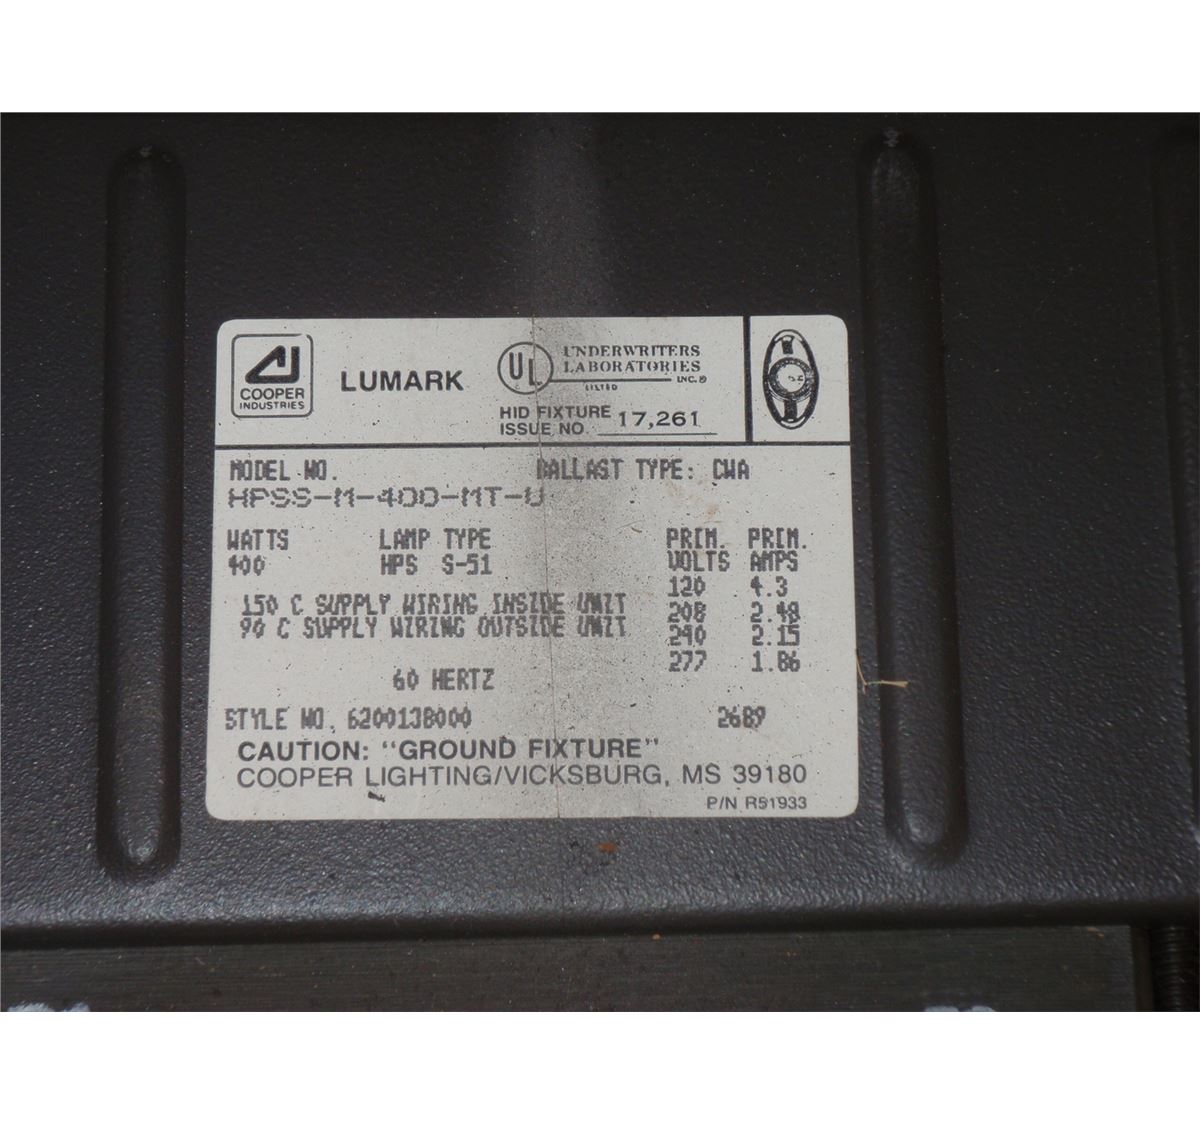 COOPER
INDUSTRIES
LUMARK
UL
UNDERWRITERS
LABORATORIES
INC.®
LISTED
HID FIXTURE
ISSUE NO. 17,261
MODEL NO. BALLAST TYPE: CWA
HPSS-M-400-MT-U
WATTS LAMP TYPE PRIM. PRIM.
400 HPS S-51 VOLTS AMPS
120 4.3
150 C SUPPLY WIRING INSIDE UNIT 208 2.48
90 C SUPPLY WIRING OUTSIDE UNIT 240 2.15
277 1.86
60 HERTZ
STYLE NO. 620013B000 2689
CAUTION: "GROUND FIXTURE"
COOPER LIGHTING/VICKSBURG, MS 39180
P/N R51933